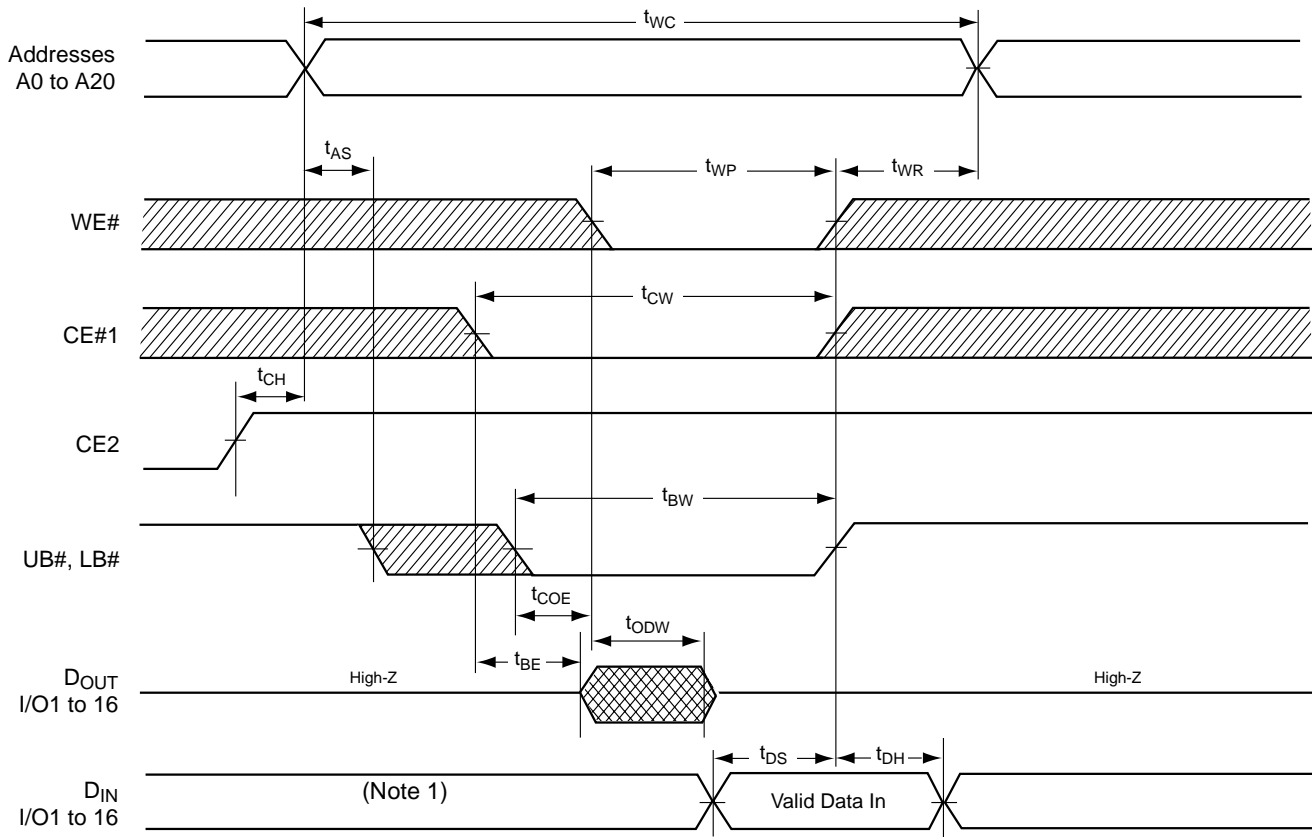 tWC
Addresses
A0 to A20
tAS
tWP
tWR
WE#
tCW
CE#1
tCH
CE2
tBW
UB#, LB#
tCOE
tODW
tBE
DOUT
I/O1 to 16
High-Z
High-Z
tDS
tDH
DIN
I/O1 to 16
(Note 1)
Valid Data In